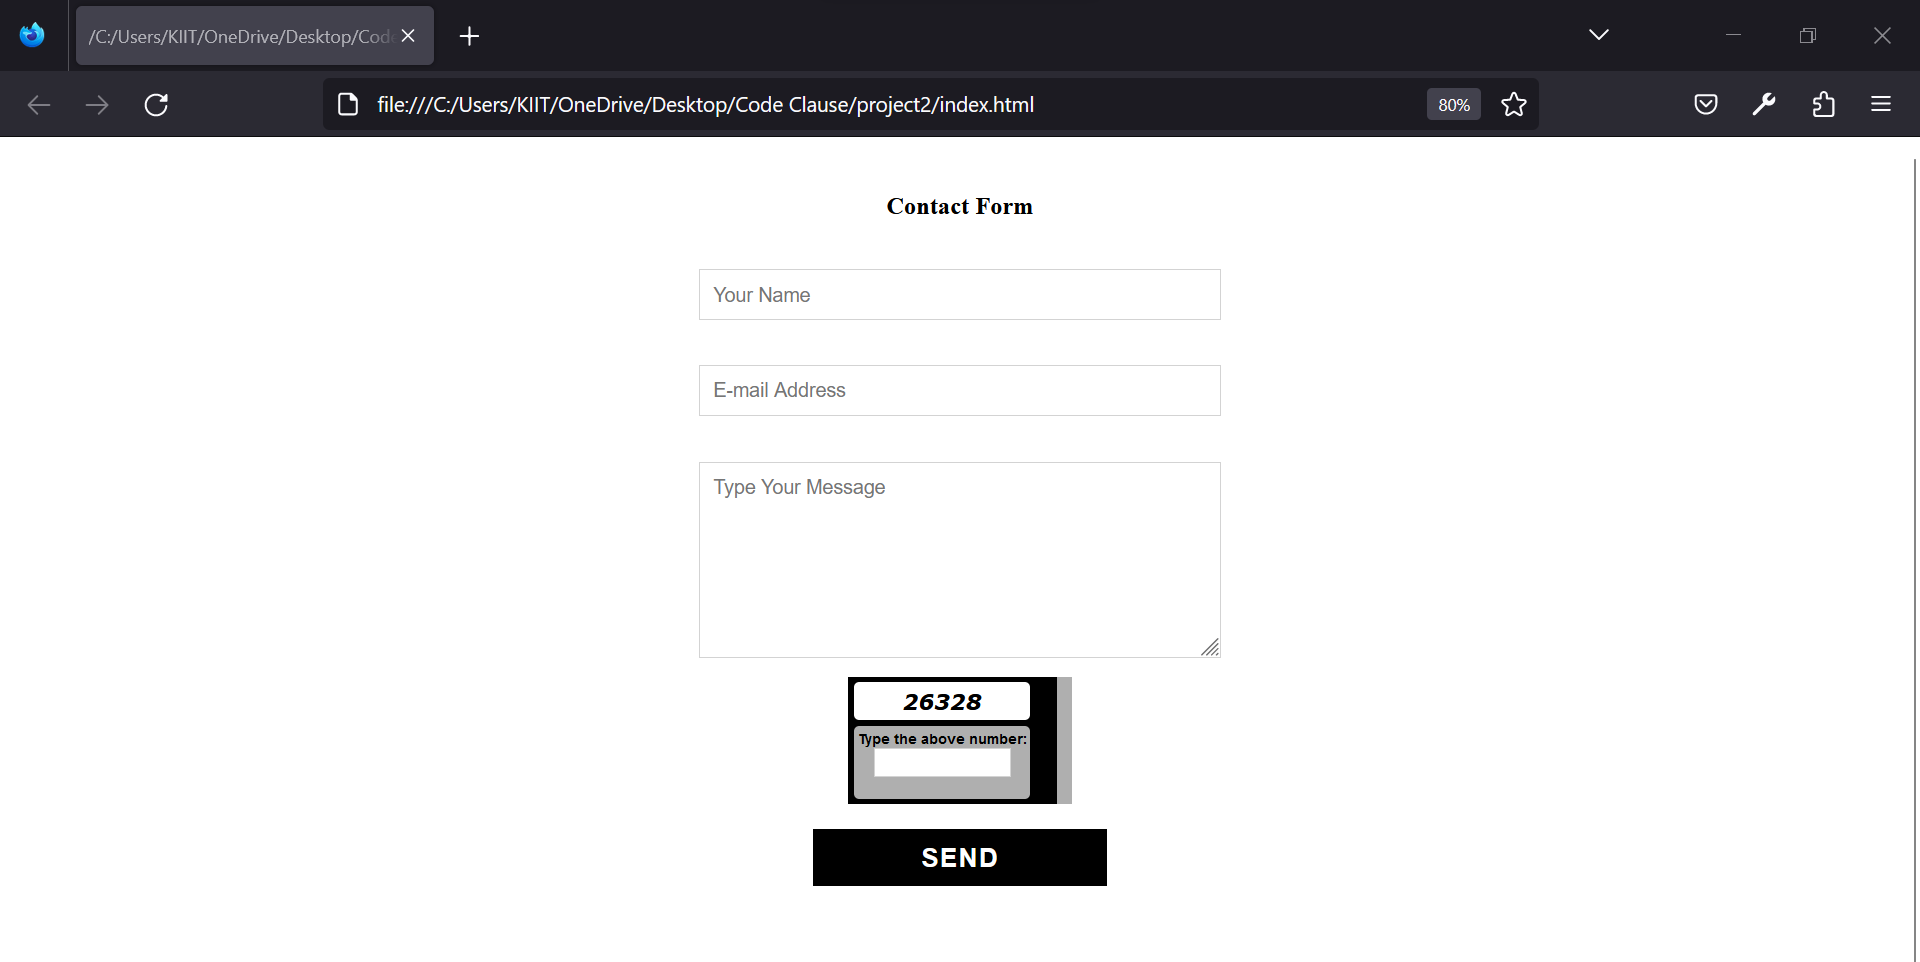 /C:/Users/KIIT/OneDrive/Desktop/Code
file:///C:/Users/KIIT/OneDrive/Desktop/Code Clause/project2/index.html
80%
Contact Form
Your Name
E-mail Address
Type Your Message
26328
Type the above number:
SEND